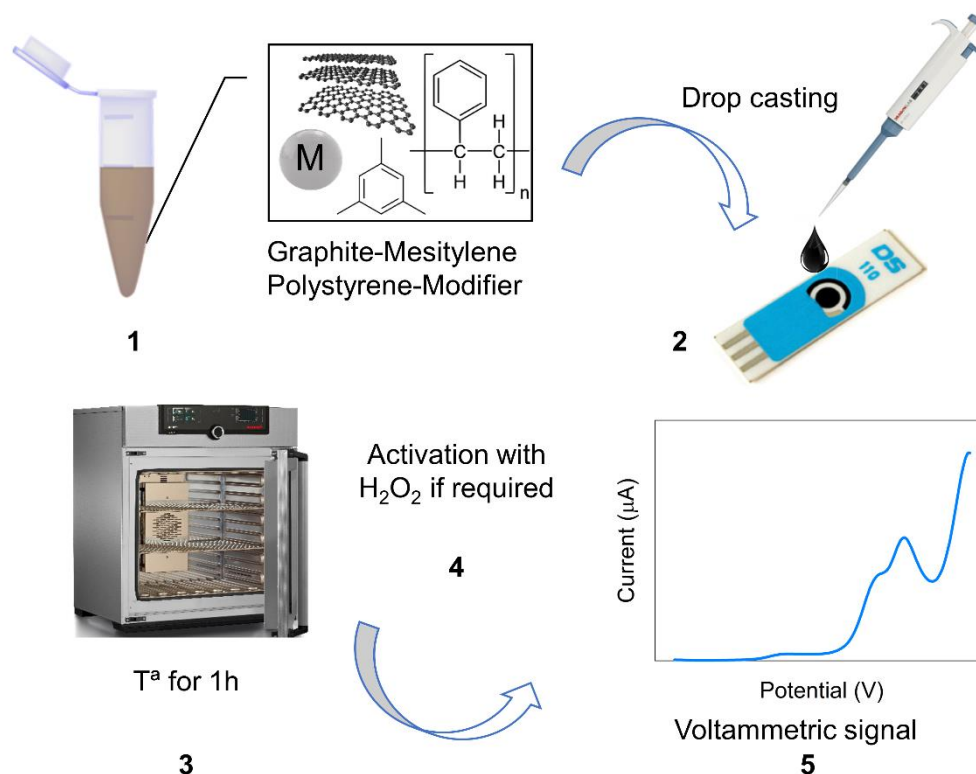 M
C
H
H
C
H
H
n
Graphite-Mesitylene
Polystyrene-Modifier
1
Drop casting
DS
110
2
Tª for 1h
3
Activation with
H₂O₂ if required
4
Current (μA)
Potential (V)
Voltammetric signal
5